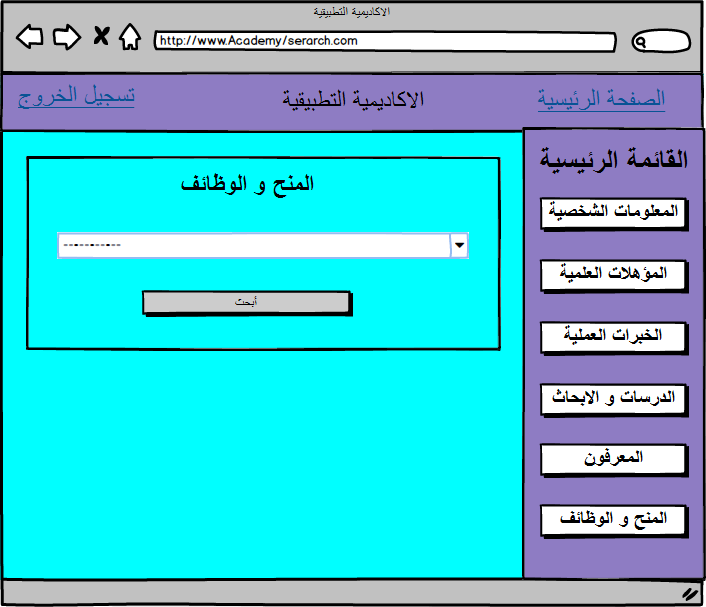 الاكاديمية التطبيقية
http://www.Academy/serarch.com
الصفحة الرئيسية
الاكاديمية التطبيقية
تسجيل الخروج
القائمة الرئيسية
المعلومات الشخصية
المؤهلات العلمية
الخبرات العملية
الدرسات و الابحاث
المعرفون
المنح و الوظائف
المنح و الوظائف
-----------
أبحث